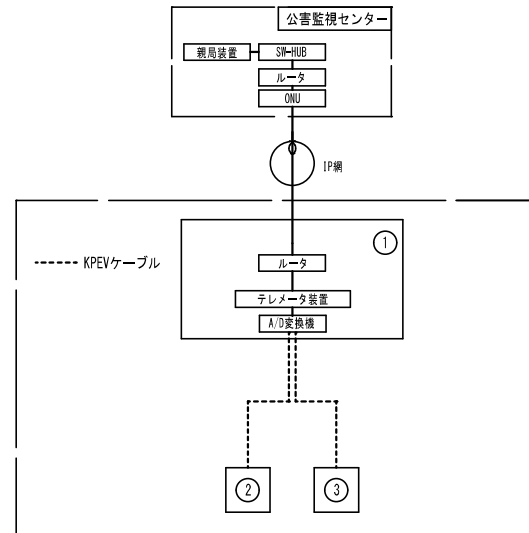 公害監視センター
親局装置
SW-HUB
ルータ
ONU
IP網
①
KPEVケーブル
ルータ
テレメータ装置
A/D変換機
②
③